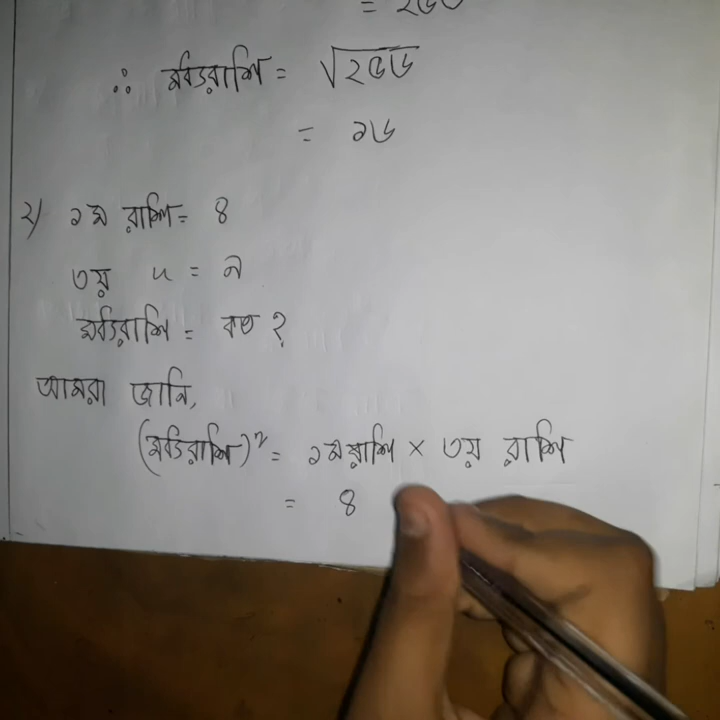 = ২৫৬
∴ মধ্যরাশি = √২৫৬
= ১৬
২) ১ম রাশি = ৪
৩য় " = ৯
মধ্যরাশি = কত ?
আমরা জানি,
(মধ্যরাশি)² = ১ম রাশি × ৩য় রাশি
= ৪